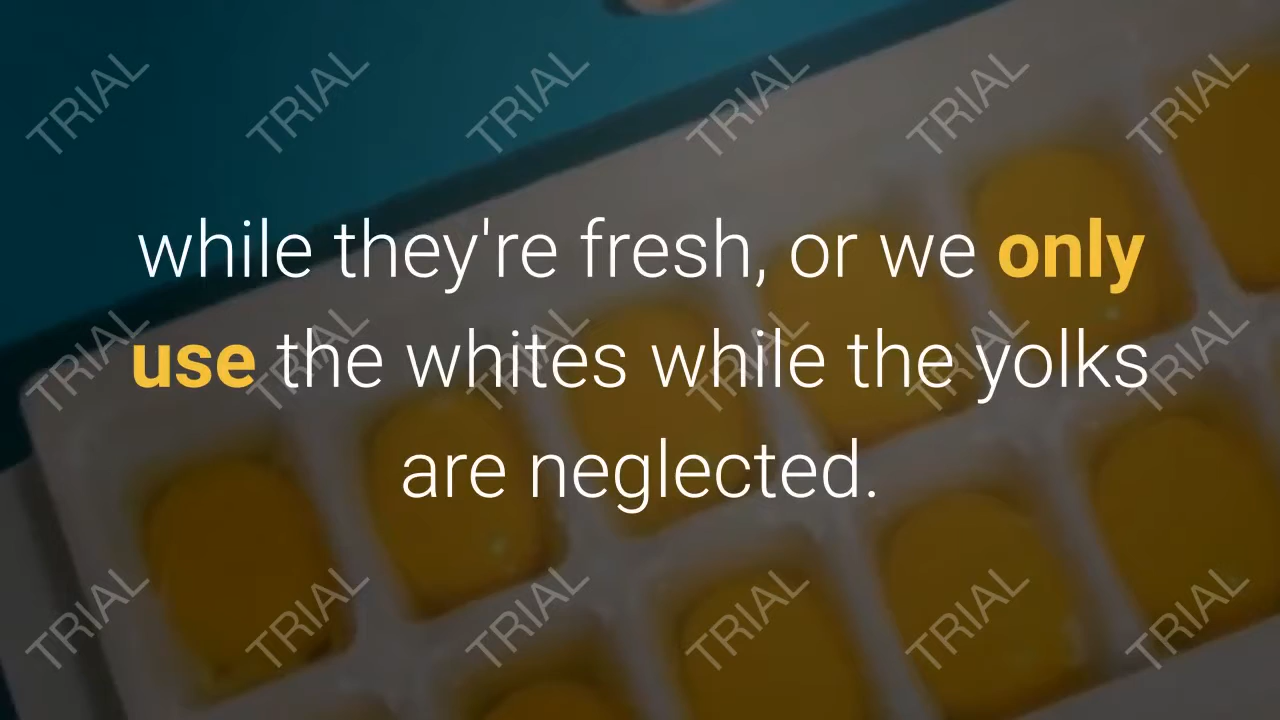 TRIAL TRIAL TRIAL TRIAL TRIAL TRIAL
while they're fresh, or we only
use the whites while the yolks
are neglected.
TRIAL TRIAL TRIAL TRIAL TRIAL TRIAL
TRIAL TRIAL TRIAL TRIAL TRIAL TRIAL